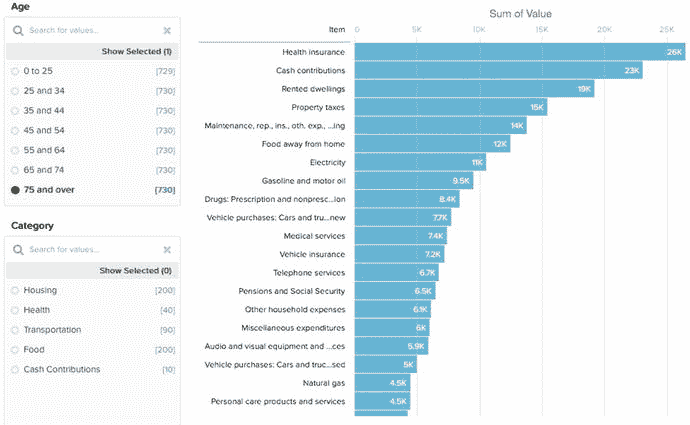 Age
Search for values...
Show Selected (1)
0 to 25 [729]
25 and 34 [730]
35 and 44 [730]
45 and 54 [730]
55 and 64 [730]
65 and 74 [730]
75 and over [730]
Category
Search for values...
Show Selected (0)
Housing [200]
Health [40]
Transportation [90]
Food [200]
Cash Contributions [10]
Sum of Value
Item 0 5K 10K 15K 20K 25K
Health insurance 26K
Cash contributions 23K
Rented dwellings 19K
Property taxes 15K
Maintenance, rep., ins., oth. exp., ...ing 14K
Food away from home 12K
Electricity 11K
Gasoline and motor oil 9.5K
Drugs: Prescription and nonpresc...ion 8.4K
Vehicle purchases: Cars and tru...new 7.7K
Medical services 7.4K
Vehicle insurance 7.2K
Telephone services 6.7K
Pensions and Social Security 6.5K
Other household expenses 6.1K
Miscellaneous expenditures 6K
Audio and visual equipment and ...ces 5.9K
Vehicle purchases: Cars and truc...sed 5K
Natural gas 4.5K
Personal care products and services 4.5K